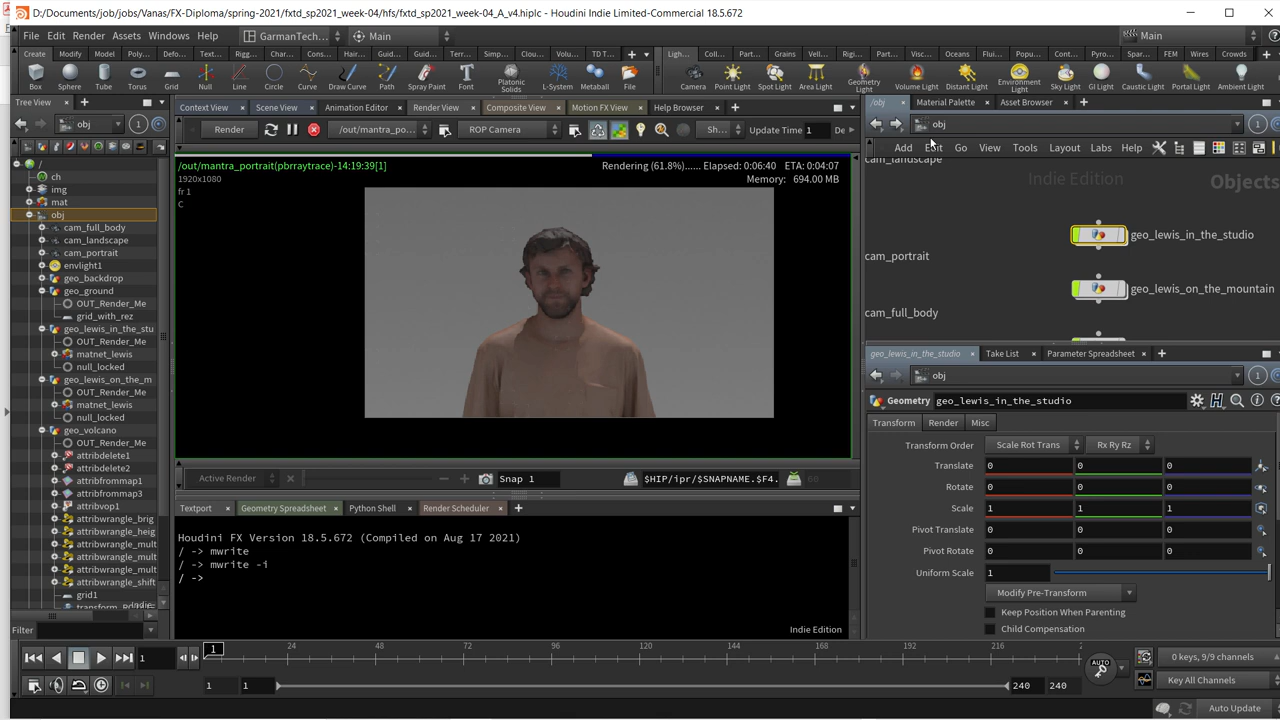 D:/Documents/job/jobs/Vanas/FX-Diploma/spring-2021/fxtd_sp2021_week-04/hfs/fxtd_sp2021_week-04_A_v4.hiplc - Houdini Indie Limited-Commercial 18.5.672
File Edit Render Assets Windows Help GarmanTech... Main Main
Create Modify Model Poly... Defo... Text... Rigg... Char... Cons... Hair... Guid... Guid... Terr... Simp... Clou... Volu... TD T...
Ligh... Coll... Part... Grains Vell... Rigi... Part... Visc... Oceans Flui... Popu... Cont... Pyro... Spar... FEM Wires Crowds
Box Sphere Tube Torus Grid Null Line Circle Curve Draw Curve Path Spray Paint Font Platonic Solids L-System Metaball File
Camera Point Light Spot Light Area Light Geometry Light Volume Light Distant Light Environment Light Sky Light GI Light Caustic Light Portal Light Ambient Light
Tree View
Context View Scene View Animation Editor Render View Composite View Motion FX View Help Browser
/obj Material Palette Asset Browser
obj
Render /out/mantra_po... ROP Camera Sh... Update Time 1 De
obj
Add Edit Go View Tools Layout Labs Help
/
ch
img
mat
obj
cam_full_body
cam_landscape
cam_portrait
envlight1
geo_backdrop
geo_ground
OUT_Render_Me
grid_with_rez
geo_lewis_in_the_stu
OUT_Render_Me
matnet_lewis
null_locked
geo_lewis_on_the_m
OUT_Render_Me
matnet_lewis
null_locked
geo_volcano
OUT_Render_Me
attribdelete1
attribdelete2
attribfrommap1
attribfrommap3
attribvop1
attribwrangle_brig
attribwrangle_heig
attribwrangle_mult
attribwrangle_mult
attribwrangle_mult
attribwrangle_shift
grid1
Indie...
Filter
/out/mantra_portrait(pbrraytrace)-14:19:39[1]
1920x1080
fr 1
C
Rendering (61.8%)...... Elapsed: 0:06:40 ETA: 0:04:07
Memory: 694.00 MB
Active Render Snap 1 $HIP/ipr/$SNAPNAME.$F4.
Textport Geometry Spreadsheet Python Shell Render Scheduler
Houdini FX Version 18.5.672 (Compiled on Aug 17 2021)
/ -> mwrite
/ -> mwrite -i
/ ->
Indie Edition
cam_landscape
Indie Edition
Objects
geo_lewis_in_the_studio
cam_portrait
geo_lewis_on_the_mountain
cam_full_body
geo_lewis_in_the_studio Take List Parameter Spreadsheet
obj
Geometry geo_lewis_in_the_studio
Transform Render Misc
Transform Order Scale Rot Trans Rx Ry Rz
Translate 0 0 0
Rotate 0 0 0
Scale 1 1 1
Pivot Translate 0 0 0
Pivot Rotate 0 0 0
Uniform Scale 1
Modify Pre-Transform
Keep Position When Parenting
Child Compensation
1 1 24 48 72 96 120 144 168 192 216 2
AUTO
0 keys, 9/9 channels
1 1 240 240
Key All Channels
Auto Update